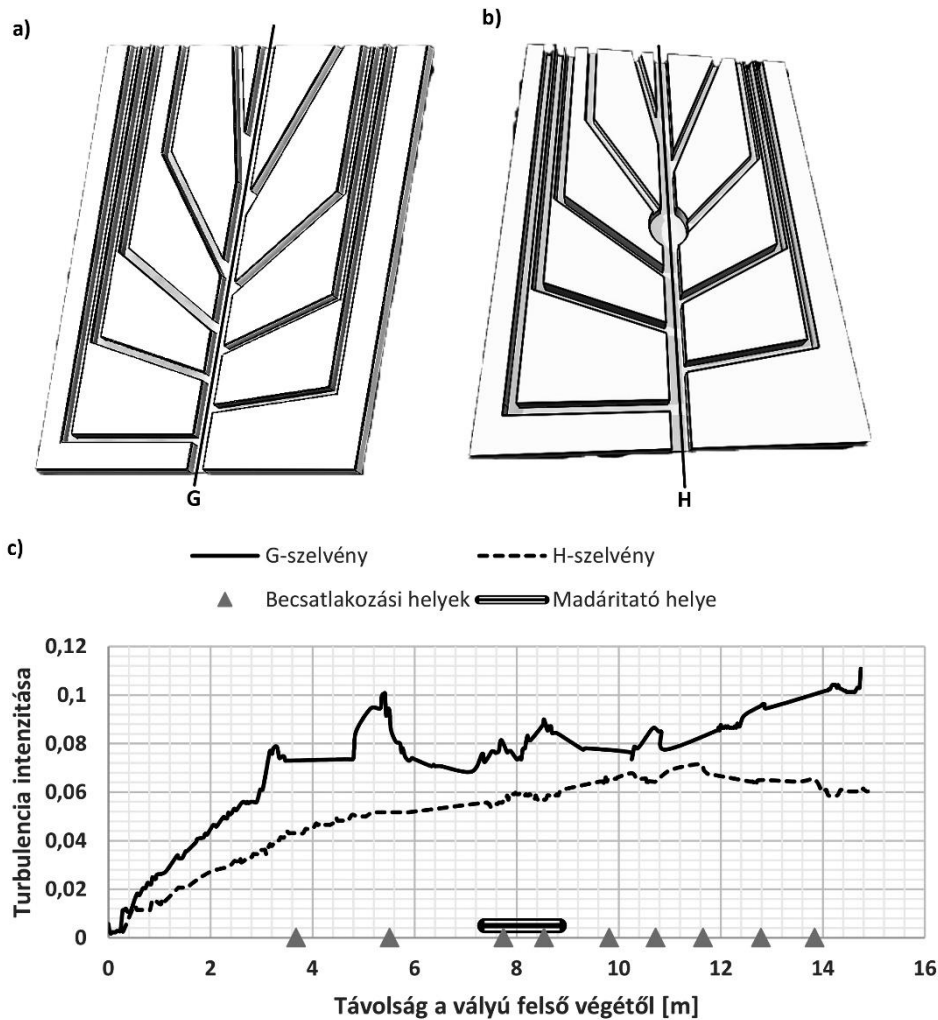 a)
b)
G
H
c)
G-szelvény
H-szelvény
Becsatlakozási helyek
Madáritató helye
Turbulencia intenzitása
0,12
0,1
0,08
0,06
0,04
0,02
0
0 2 4 6 8 10 12 14 16
Távolság a vályú felső végétől [m]